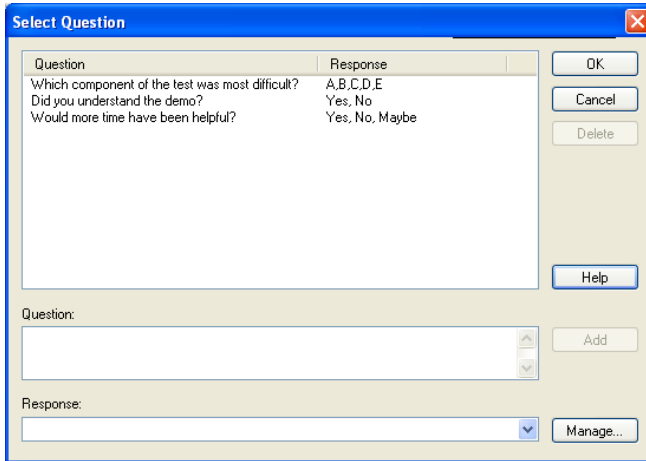 Select Question
Question Response
Which component of the test was most difficult? A,B,C,D,E
Did you understand the demo? Yes, No
Would more time have been helpful? Yes, No, Maybe
OK
Cancel
Delete
Help
Question:
Add
Response:
Manage...